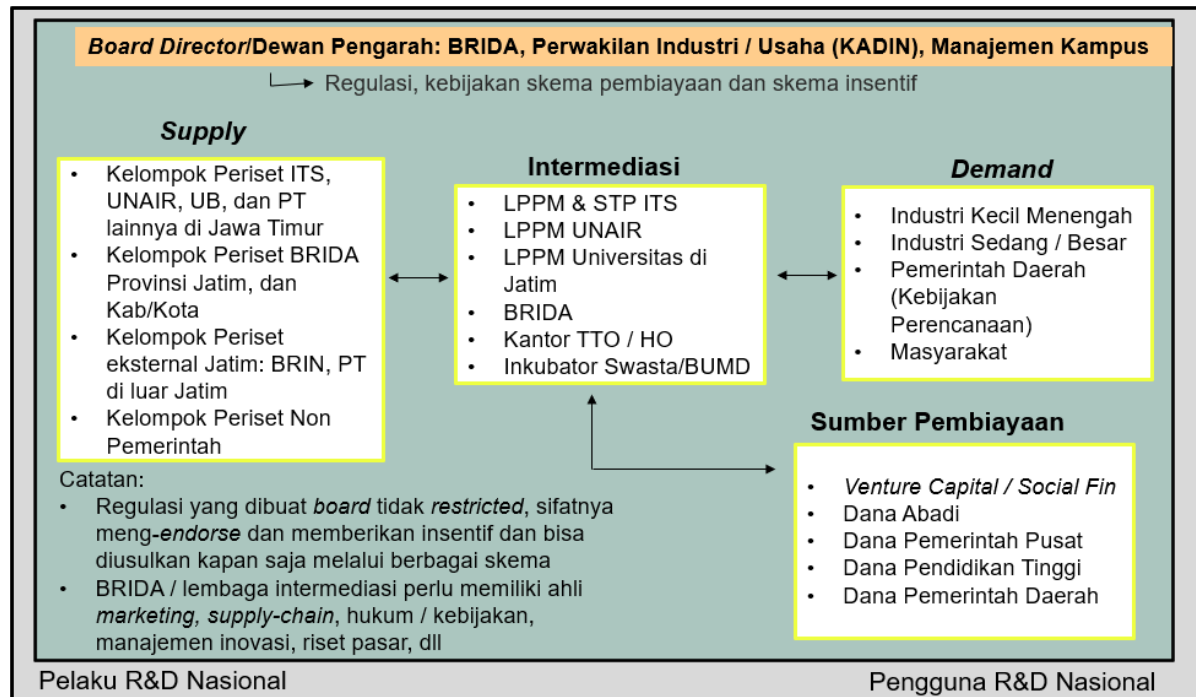 Board Director/Dewan Pengarah: BRIDA, Perwakilan Industri / Usaha (KADIN), Manajemen Kampus
Regulasi, kebijakan skema pembiayaan dan skema insentif
Supply
• Kelompok Periset ITS,
UNAIR, UB, dan PT
lainnya di Jawa Timur
• Kelompok Periset BRIDA
Provinsi Jatim, dan
Kab/Kota
• Kelompok Periset
eksternal Jatim: BRIN, PT
di luar Jatim
• Kelompok Periset Non
Pemerintah
Intermediasi
• LPPM & STP ITS
• LPPM UNAIR
• LPPM Universitas di
Jatim
• BRIDA
• Kantor TTO / HO
• Inkubator Swasta/BUMD
Demand
• Industri Kecil Menengah
• Industri Sedang / Besar
• Pemerintah Daerah
(Kebijakan
Perencanaan)
• Masyarakat
Sumber Pembiayaan
• Venture Capital / Social Fin
• Dana Abadi
• Dana Pemerintah Pusat
• Dana Pendidikan Tinggi
• Dana Pemerintah Daerah
Catatan:
• Regulasi yang dibuat board tidak restricted, sifatnya
meng-endorse dan memberikan insentif dan bisa
diusulkan kapan saja melalui berbagai skema
• BRIDA / lembaga intermediasi perlu memiliki ahli
marketing, supply-chain, hukum / kebijakan,
manajemen inovasi, riset pasar, dll
Pelaku R&D Nasional
Pengguna R&D Nasional